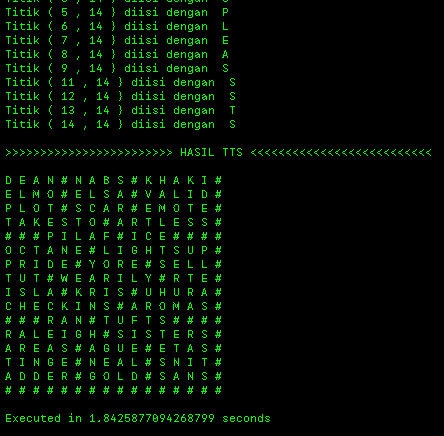 Titik ( 5 , 14 ) diisi dengan  P
Titik ( 6 , 14 ) diisi dengan  L
Titik ( 7 , 14 ) diisi dengan  E
Titik ( 8 , 14 ) diisi dengan  A
Titik ( 9 , 14 ) diisi dengan  S
Titik ( 11 , 14 ) diisi dengan  S
Titik ( 12 , 14 ) diisi dengan  S
Titik ( 13 , 14 ) diisi dengan  T
Titik ( 14 , 14 ) diisi dengan  S
>>>>>>>>>>>>>>>>>>>>>>>> HASIL TTS <<<<<<<<<<<<<<<<<<<<<<<<<<
D E A N # N A B S # K H A K I #
E L M O # E L S A # V A L I D #
P L O T # S C A R # E M O T E #
T A K E S T O # A R T L E S S #
# # # P I L A F # I C E # # # #
O C T A N E # L I G H T S U P #
P R I D E # Y O R E # S E L L #
T U T # W E A R I L Y # R T E #
I S L A # K R I S # U H U R A #
C H E C K I N S # A R O M A S #
# # # R A N # T U F T S # # # #
R A L E I G H # S I S T E R S #
A R E A S # A G U E # E T A S #
T I N G E # N E A L # S N I T #
A D D E R # G O L D # S A N S #
# # # # # # # # # # # # # # # #
Executed in 1.8425877094268799 seconds